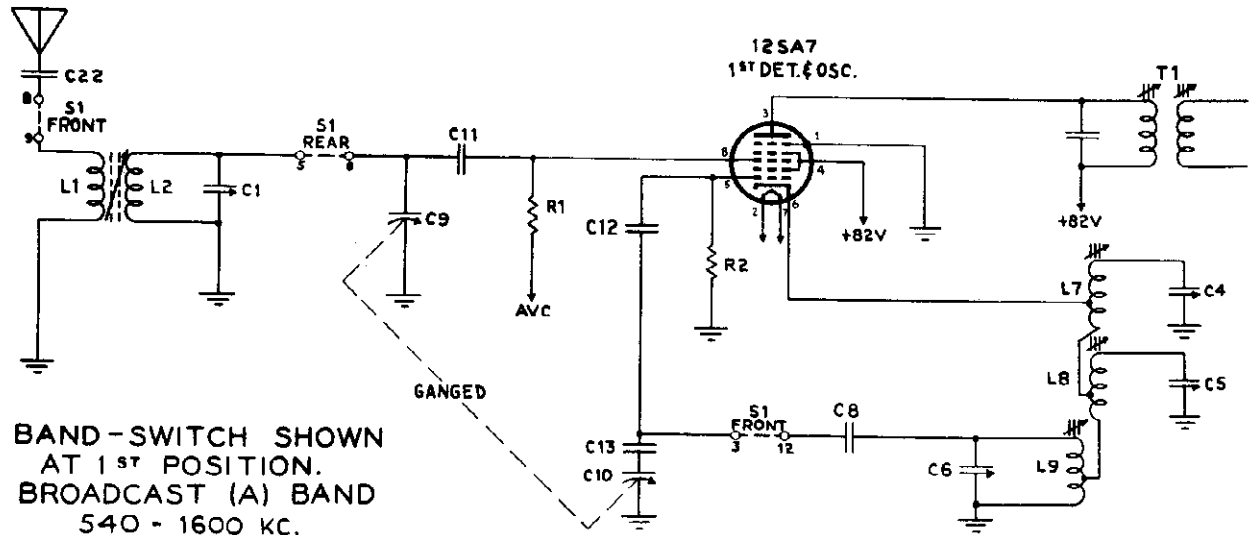 12SA7
1ST DET. & OSC.
T1
C22
8
S1
FRONT
9
L1
L2
C1
S1
REAR
5
8
C11
C9
R1
AVC
C12
R2
3
1
8
4
5
6
2
7
+82V
+82V
L7
C4
L8
C5
GANGED
C13
C10
S1
FRONT
3
12
C8
C6
L9
BAND-SWITCH SHOWN
AT 1ST POSITION.
BROADCAST (A) BAND
540 - 1600 KC.